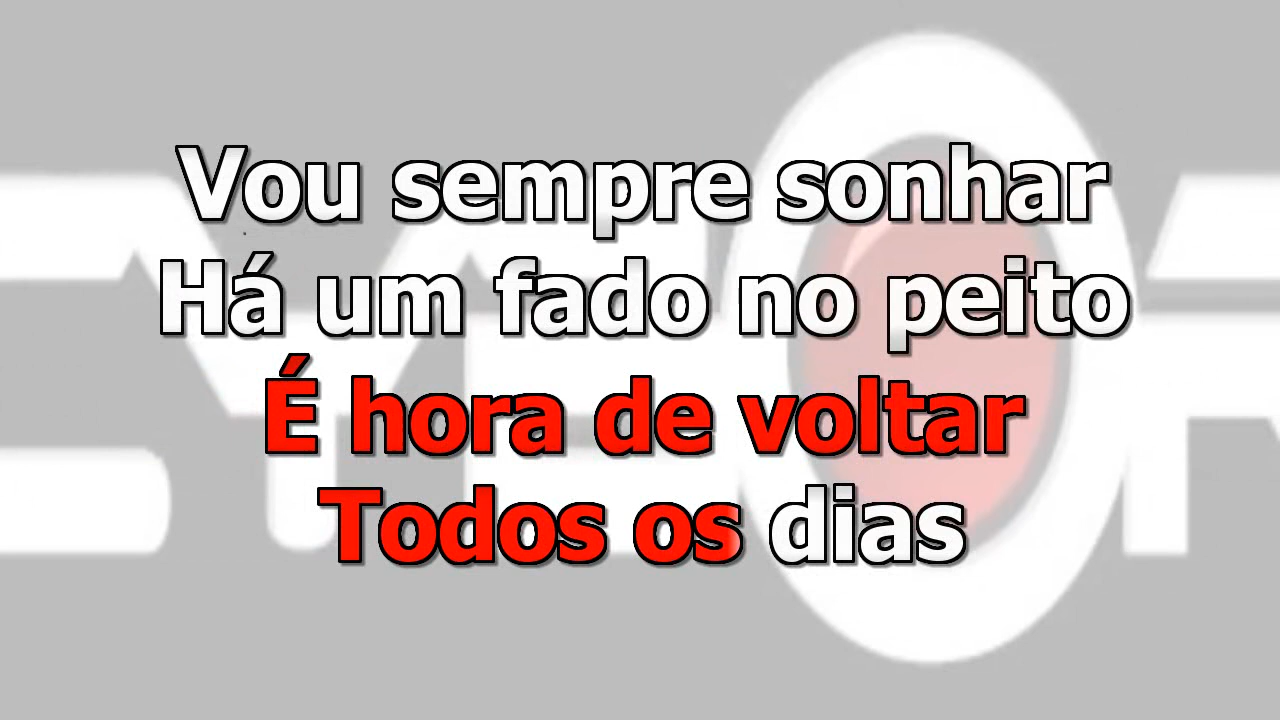 Vou sempre sonhar
Há um fado no peito
É hora de voltar
Todos os dias